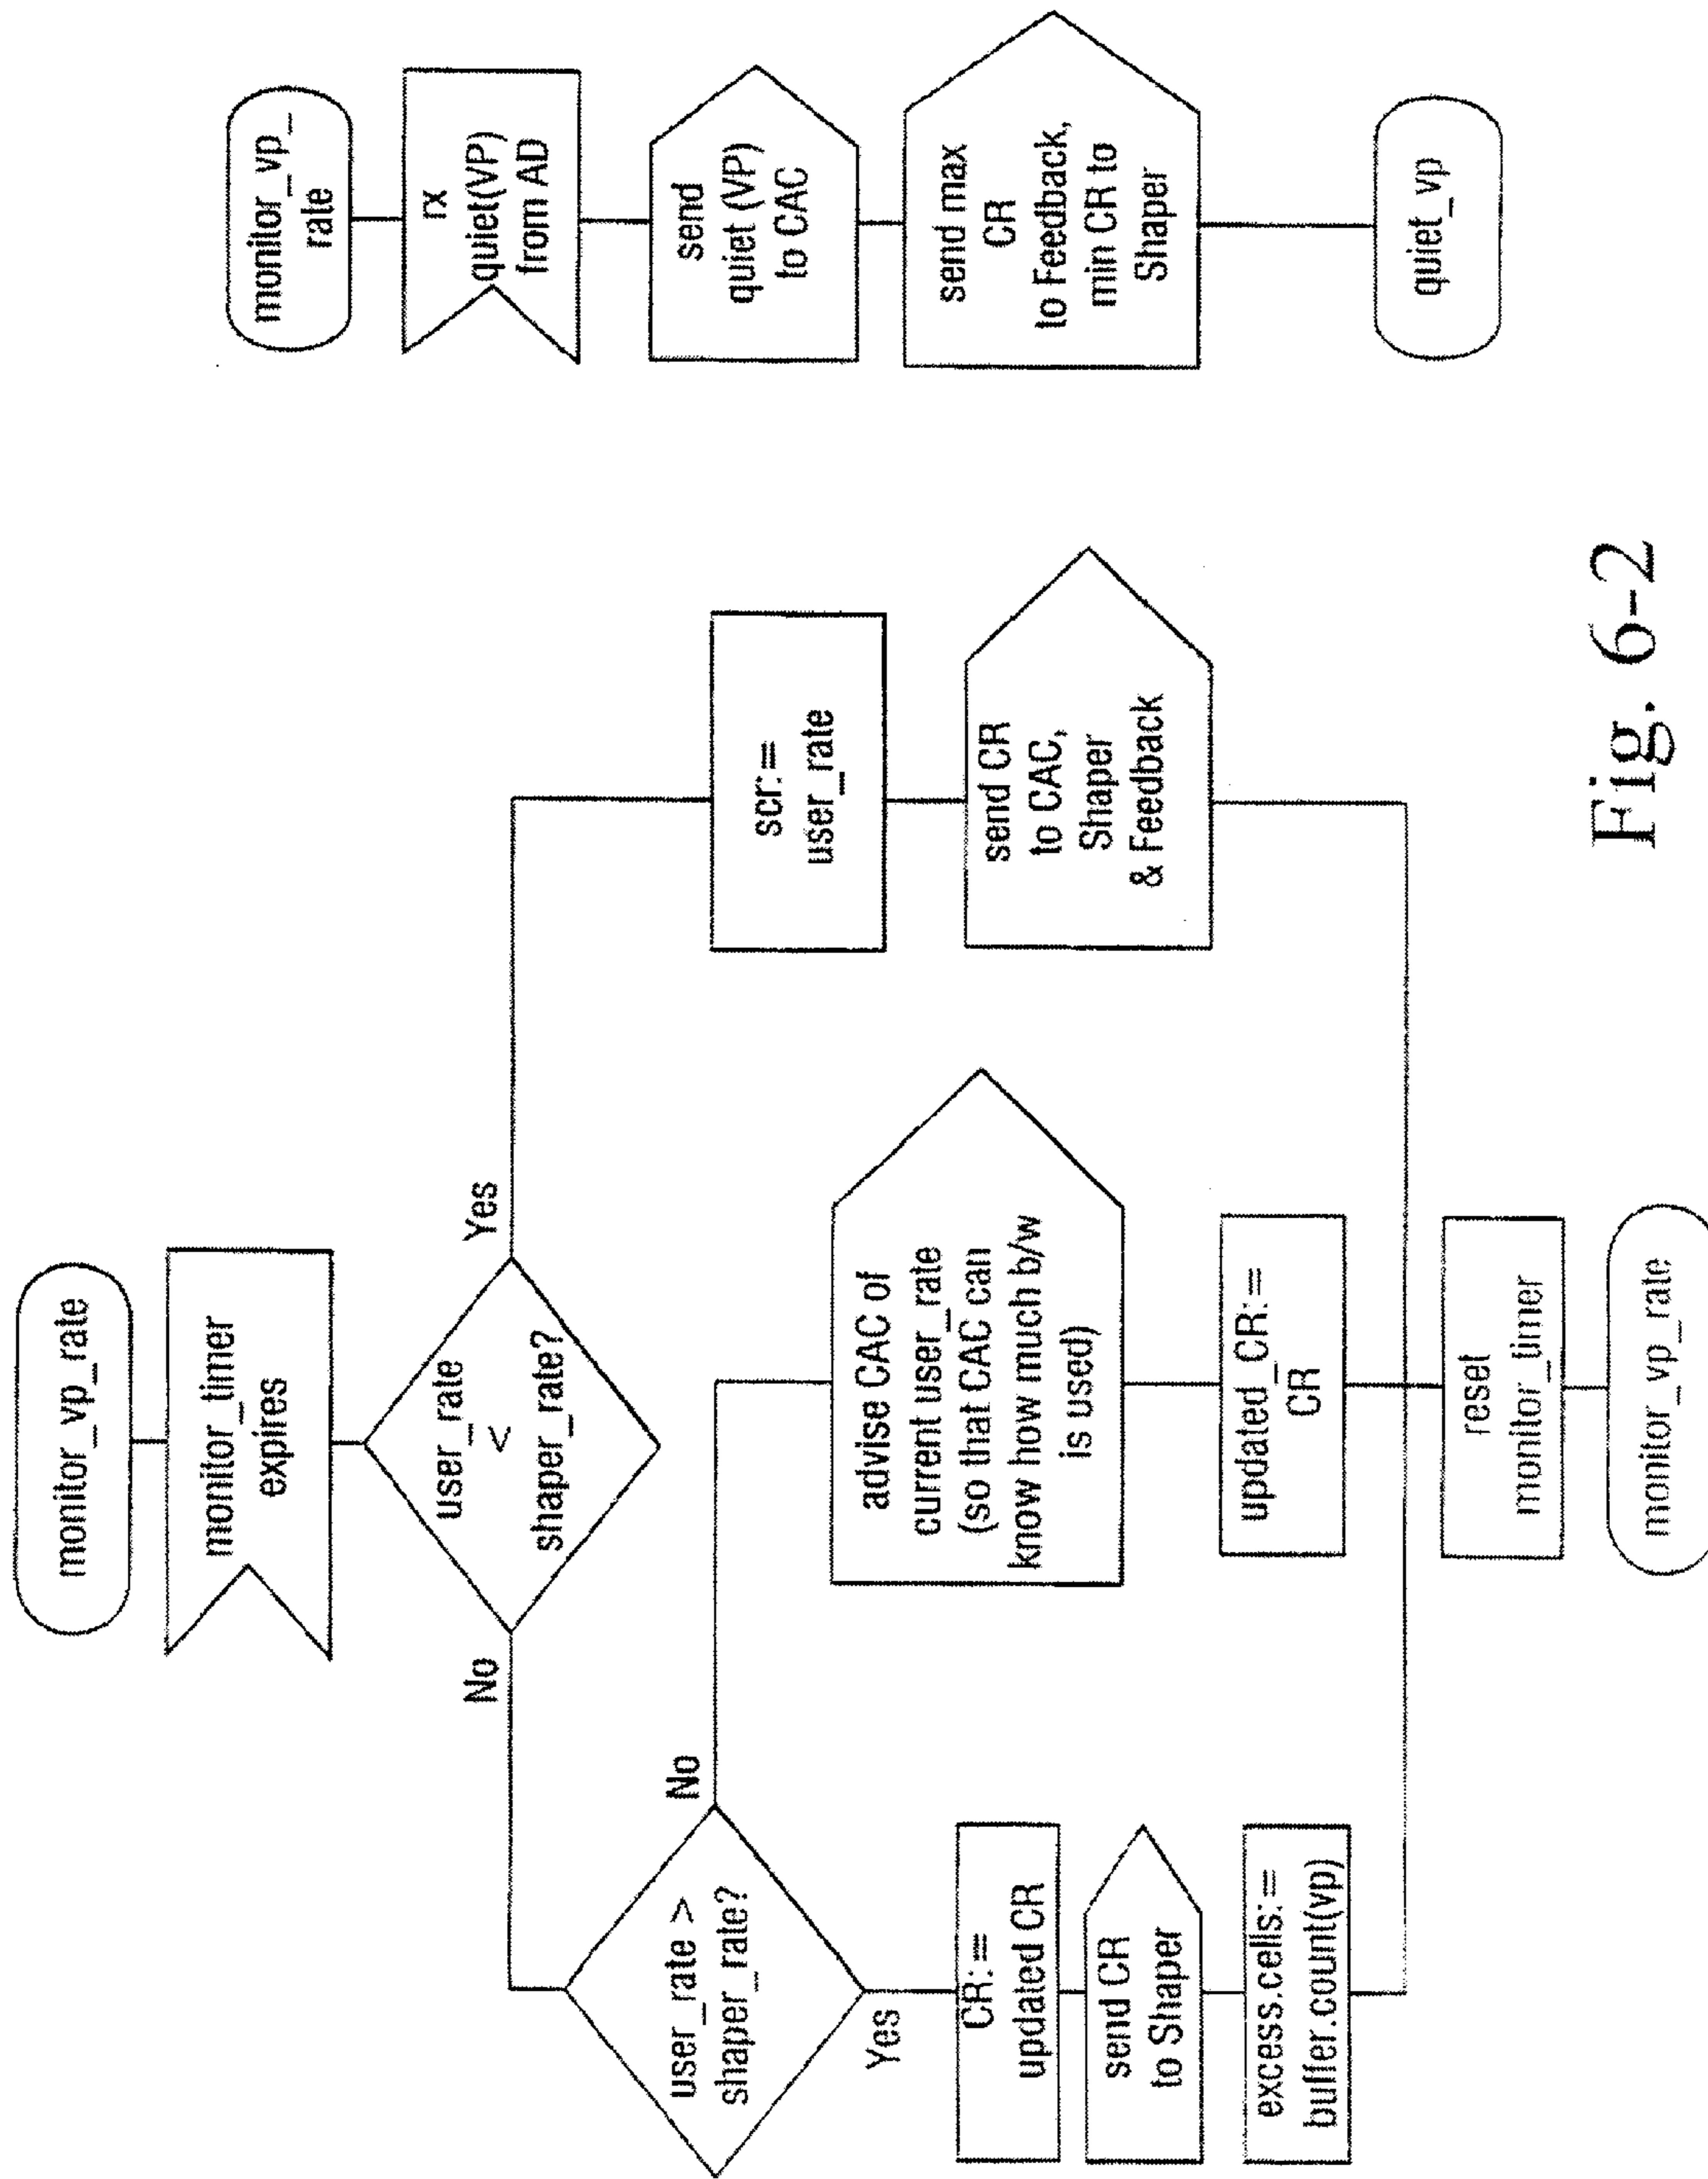 monitor_vp_rate
monitor_timer
expires
user_rate
<
shaper_rate?
No
Yes
user_rate >
shaper_rate?
No
Yes
CR:=
updated CR
send CR
to Shaper
excess.cells:=
buffer.count(vp)
advise CAC of
current user_rate
(so that CAC can
know how much b/w
is used)
updated_CR:=
CR
scr:=
user_rate
send CR
to CAC,
Shaper
& Feedback
reset
monitor_timer
monitor_vp_rate
monitor_vp_
rate
rx
quiet(VP)
from AD
send
quiet (VP)
to CAC
send max
CR
to Feedback,
min CR to
Shaper
quiet_vp
Fig. 6-2